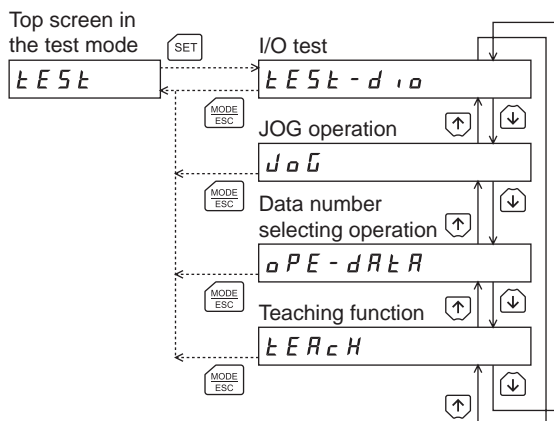 Top screen in
the test mode
SET
I/O test
tESt
tESt-dio
MODE
ESC
JOG operation
↑
↓
JoG
MODE
ESC
Data number
selecting operation
↑
↓
oPE-dAtA
MODE
ESC
Teaching function
↑
↓
tEAcH
MODE
ESC
↑
↓